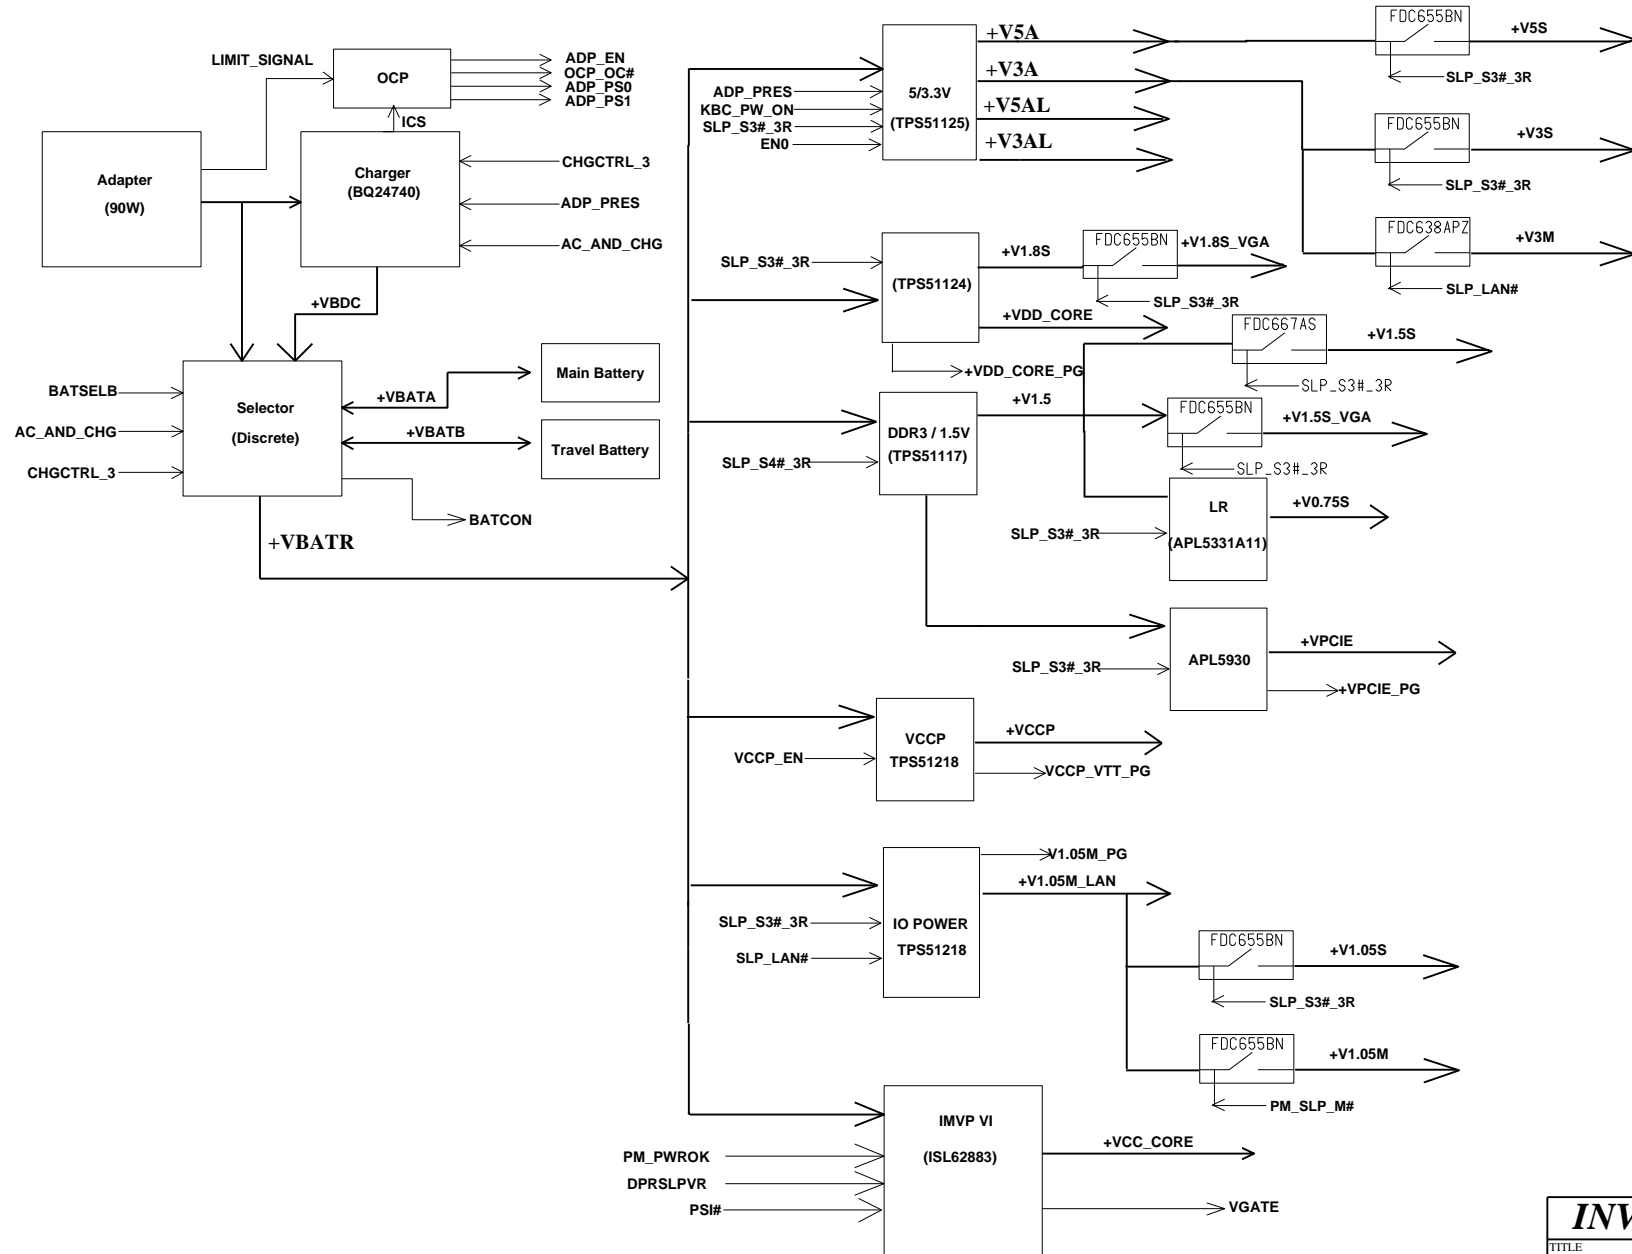 LIMIT_SIGNAL
OCP
ADP_EN
OCP_OC#
ADP_PS0
ADP_PS1
ICS
Adapter
(90W)
Charger
(BQ24740)
CHGCTRL_3
ADP_PRES
AC_AND_CHG
+VBDC
BATSELB
AC_AND_CHG
CHGCTRL_3
Selector
(Discrete)
+VBATA
+VBATB
Main Battery
Travel Battery
BATCON
+VBATR
ADP_PRES
KBC_PW_ON
SLP_S3#_3R
EN0
5/3.3V
(TPS51125)
+V5A
+V3A
+V5AL
+V3AL
FDC655BN
+V5S
SLP_S3#_3R
FDC655BN
+V3S
SLP_S3#_3R
FDC638APZ
+V3M
SLP_LAN#
SLP_S3#_3R
(TPS51124)
+V1.8S
FDC655BN
+V1.8S_VGA
SLP_S3#_3R
+VDD_CORE
+VDD_CORE_PG
FDC667AS
+V1.5S
SLP_S3#_3R
DDR3 / 1.5V
(TPS51117)
SLP_S4#_3R
+V1.5
FDC655BN
+V1.5S_VGA
SLP_S3#_3R
LR
(APL5331A11)
SLP_S3#_3R
+V0.75S
APL5930
SLP_S3#_3R
+VPCIE
+VPCIE_PG
VCCP
TPS51218
VCCP_EN
+VCCP
VCCP_VTT_PG
IO POWER
TPS51218
SLP_S3#_3R
SLP_LAN#
V1.05M_PG
+V1.05M_LAN
FDC655BN
+V1.05S
SLP_S3#_3R
FDC655BN
+V1.05M
PM_SLP_M#
IMVP VI
(ISL62883)
PM_PWROK
DPRSLPVR
PSI#
+VCC_CORE
VGATE
INV
TITLE